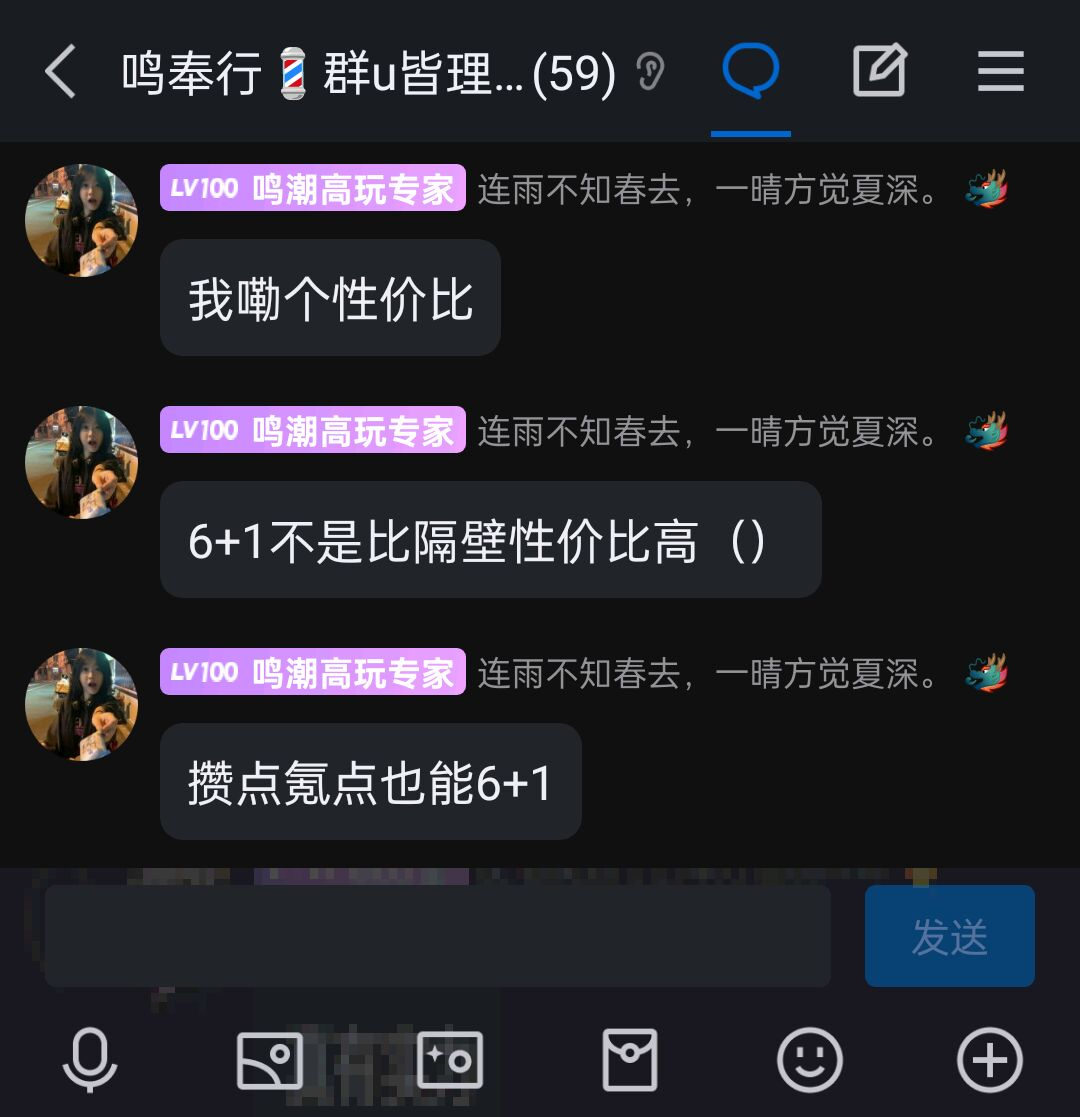 鸣奉行💈群u皆理...(59)
LV100 鸣潮高玩专家 连雨不知春去，一晴方觉夏深。🐲
我嘞个性价比
LV100 鸣潮高玩专家 连雨不知春去，一晴方觉夏深。🐲
6+1不是比隔壁性价比高（）
LV100 鸣潮高玩专家 连雨不知春去，一晴方觉夏深。🐲
攒点氪点也能6+1
发送